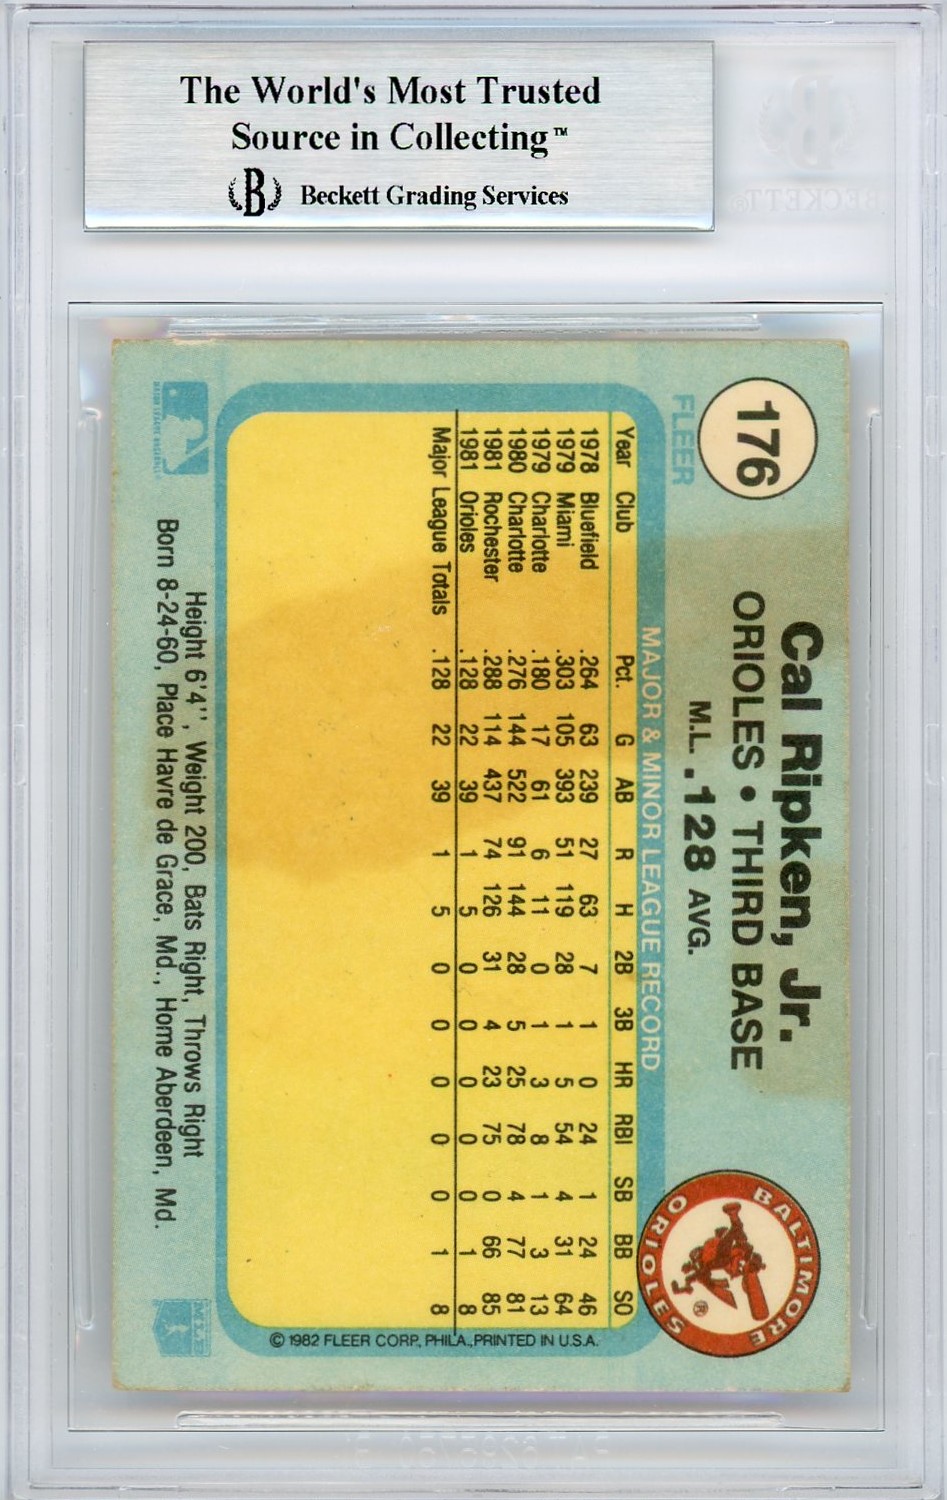 The World's Most Trusted
Source in Collecting™
B Beckett Grading Services
BECKETT
176
FLEER
Cal Ripken, Jr.
ORIOLES • THIRD BASE
M.L. .128 AVG.
BALTIMORE
ORIOLES ®
MAJOR & MINOR LEAGUE RECORD
Year Club Pct. G AB R H 2B 3B HR RBI SB BB SO
1978 Bluefield .264 63 239 27 63 7 1 0 24 1 24 46
1979 Miami .303 105 393 51 119 28 1 5 54 4 31 64
1979 Charlotte .180 17 61 6 11 0 1 3 8 1 3 13
1980 Charlotte .276 144 522 91 144 28 5 25 78 4 77 81
1981 Rochester .288 114 437 74 126 31 4 23 75 0 66 85
1981 Orioles .128 22 39 1 5 0 0 0 0 0 1 8
Major League Totals .128 22 39 1 5 0 0 0 0 0 1 8
© 1982 FLEER CORP., PHILA., PRINTED IN U.S.A.
Height 6'4'', Weight 200, Bats Right, Throws Right
Born 8-24-60, Place Havre de Grace, Md., Home Aberdeen, Md.
MAJOR LEAGUE BASEBALL